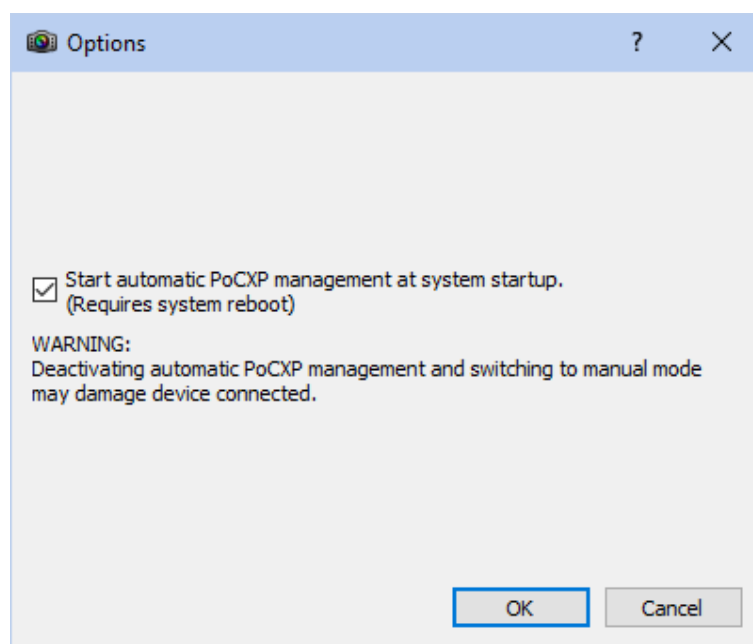 Options
?
Start automatic PoCXP management at system startup.
(Requires system reboot)
WARNING:
Deactivating automatic PoCXP management and switching to manual mode
may damage device connected.
OK
Cancel